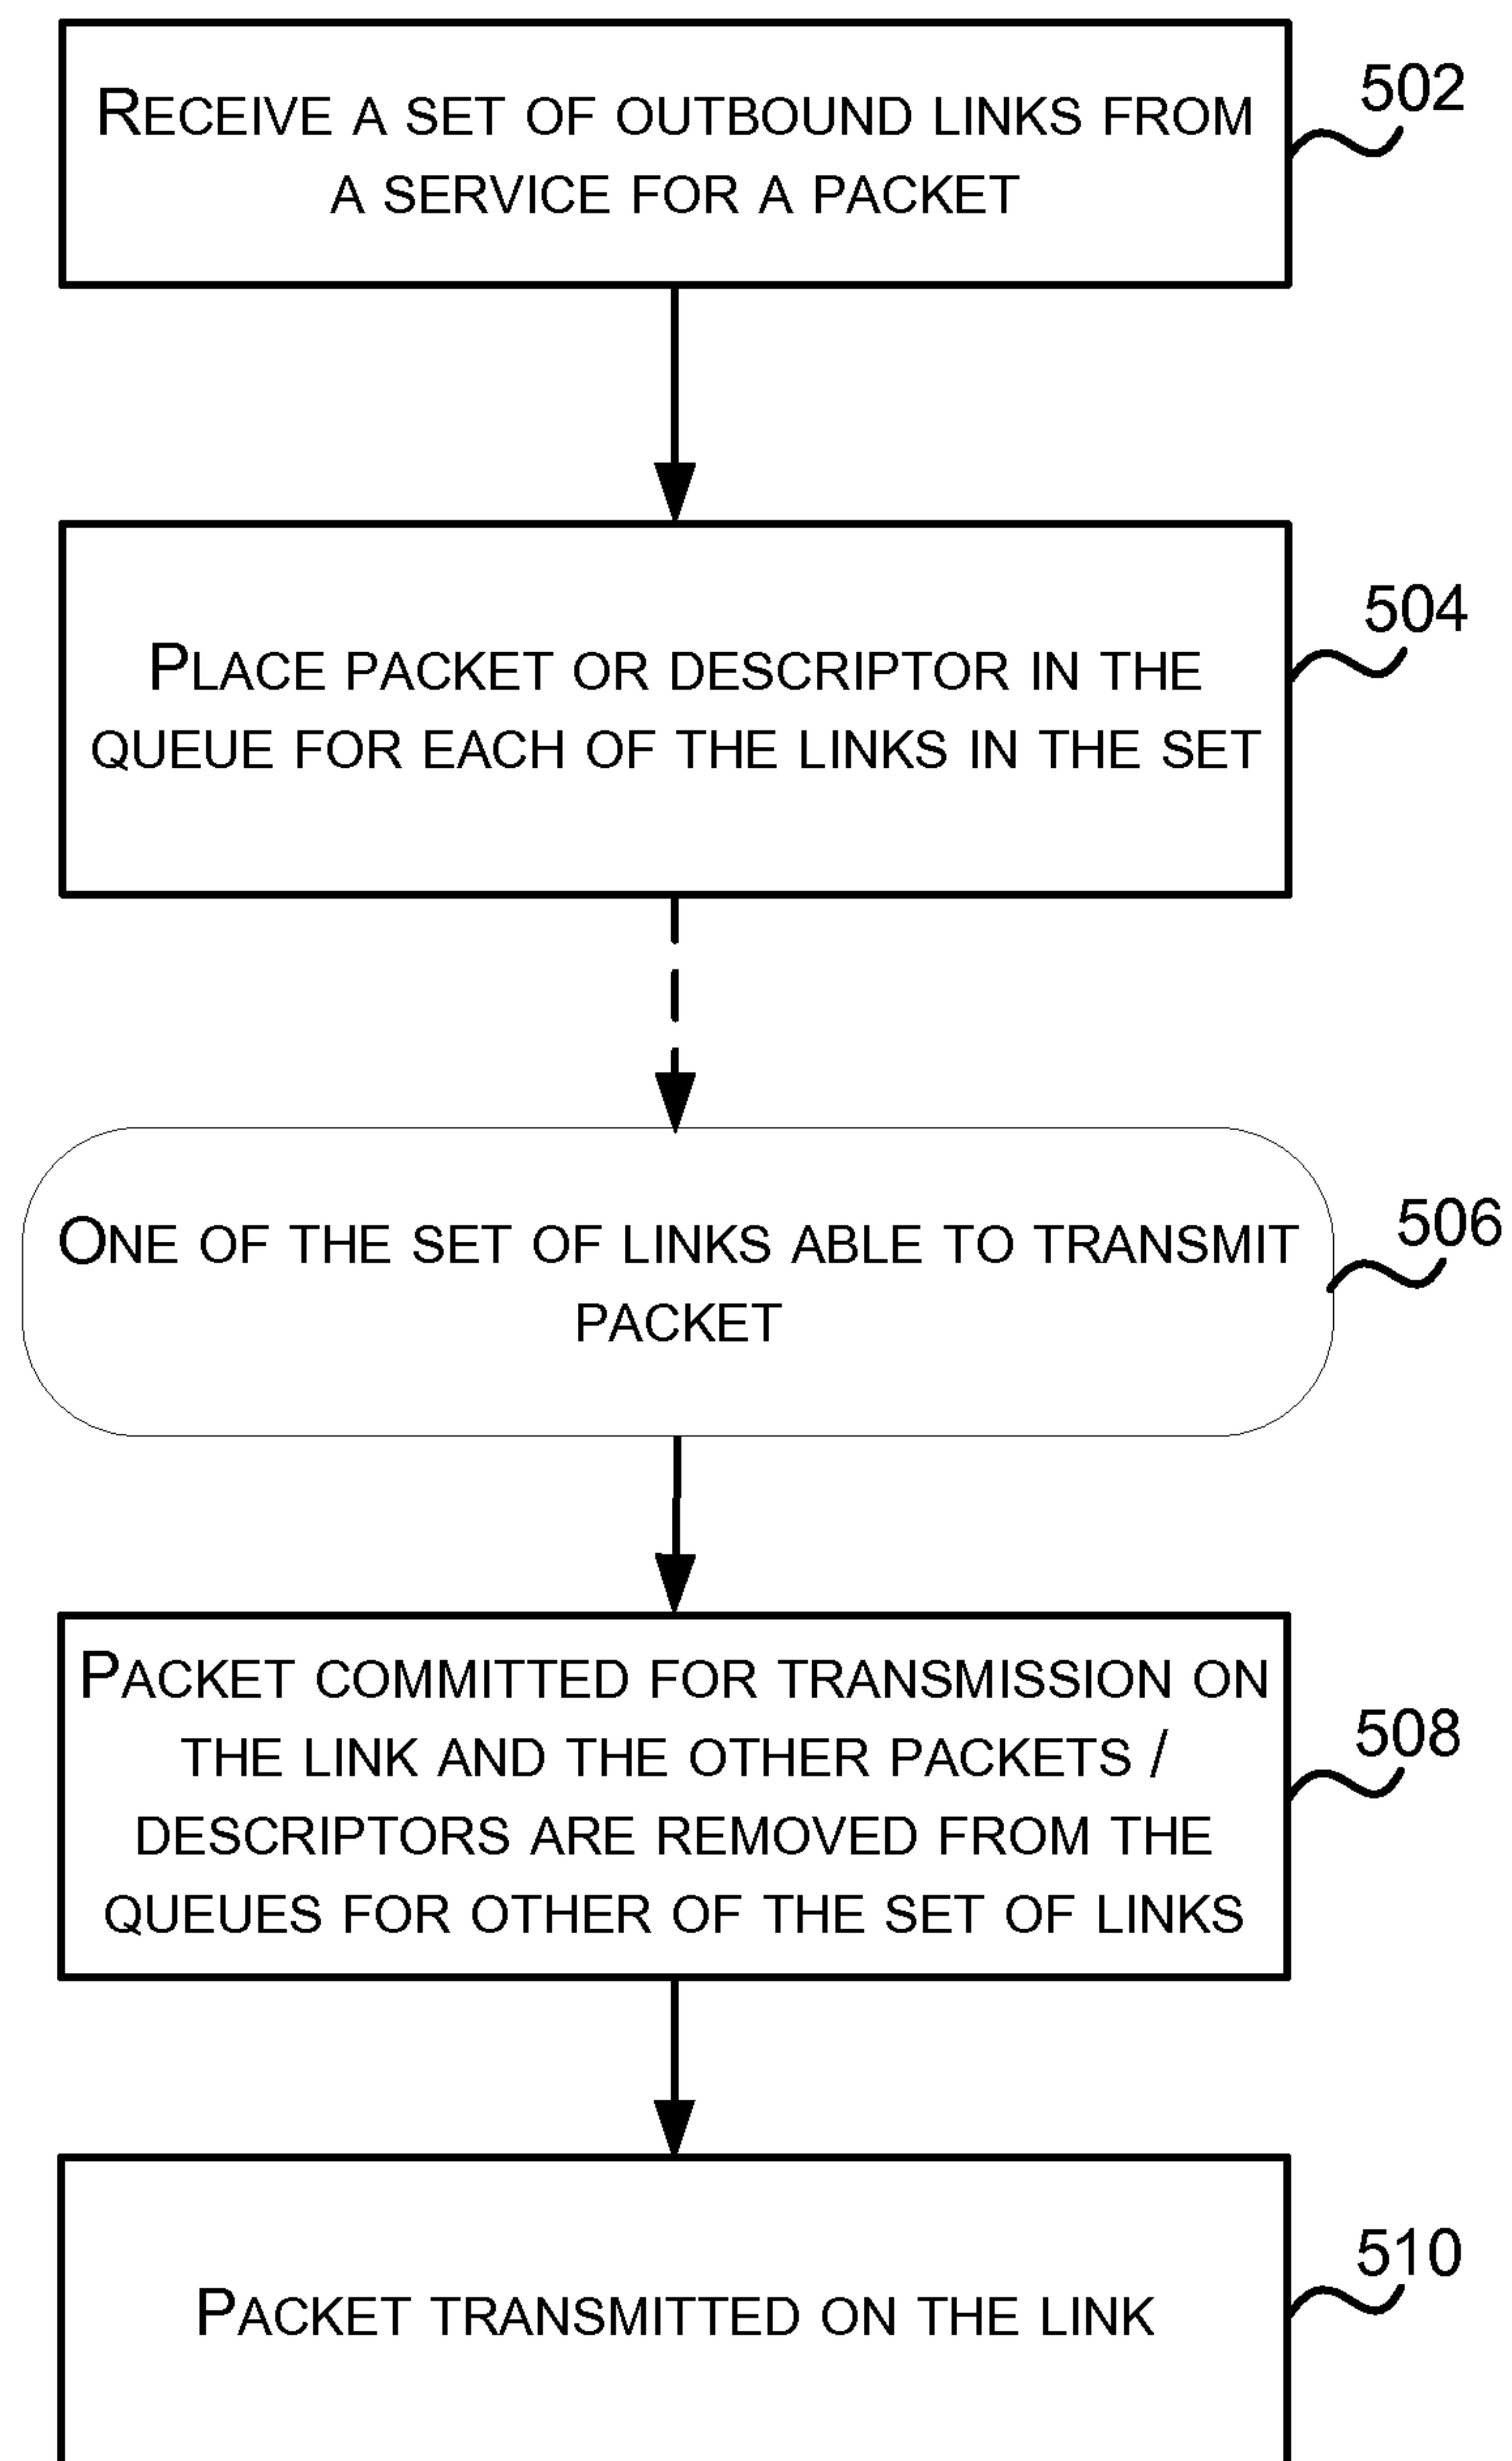 RECEIVE A SET OF OUTBOUND LINKS FROM
A SERVICE FOR A PACKET
502
PLACE PACKET OR DESCRIPTOR IN THE
QUEUE FOR EACH OF THE LINKS IN THE SET
504
ONE OF THE SET OF LINKS ABLE TO TRANSMIT
PACKET
506
PACKET COMMITTED FOR TRANSMISSION ON
THE LINK AND THE OTHER PACKETS /
DESCRIPTORS ARE REMOVED FROM THE
QUEUES FOR OTHER OF THE SET OF LINKS
508
PACKET TRANSMITTED ON THE LINK
510